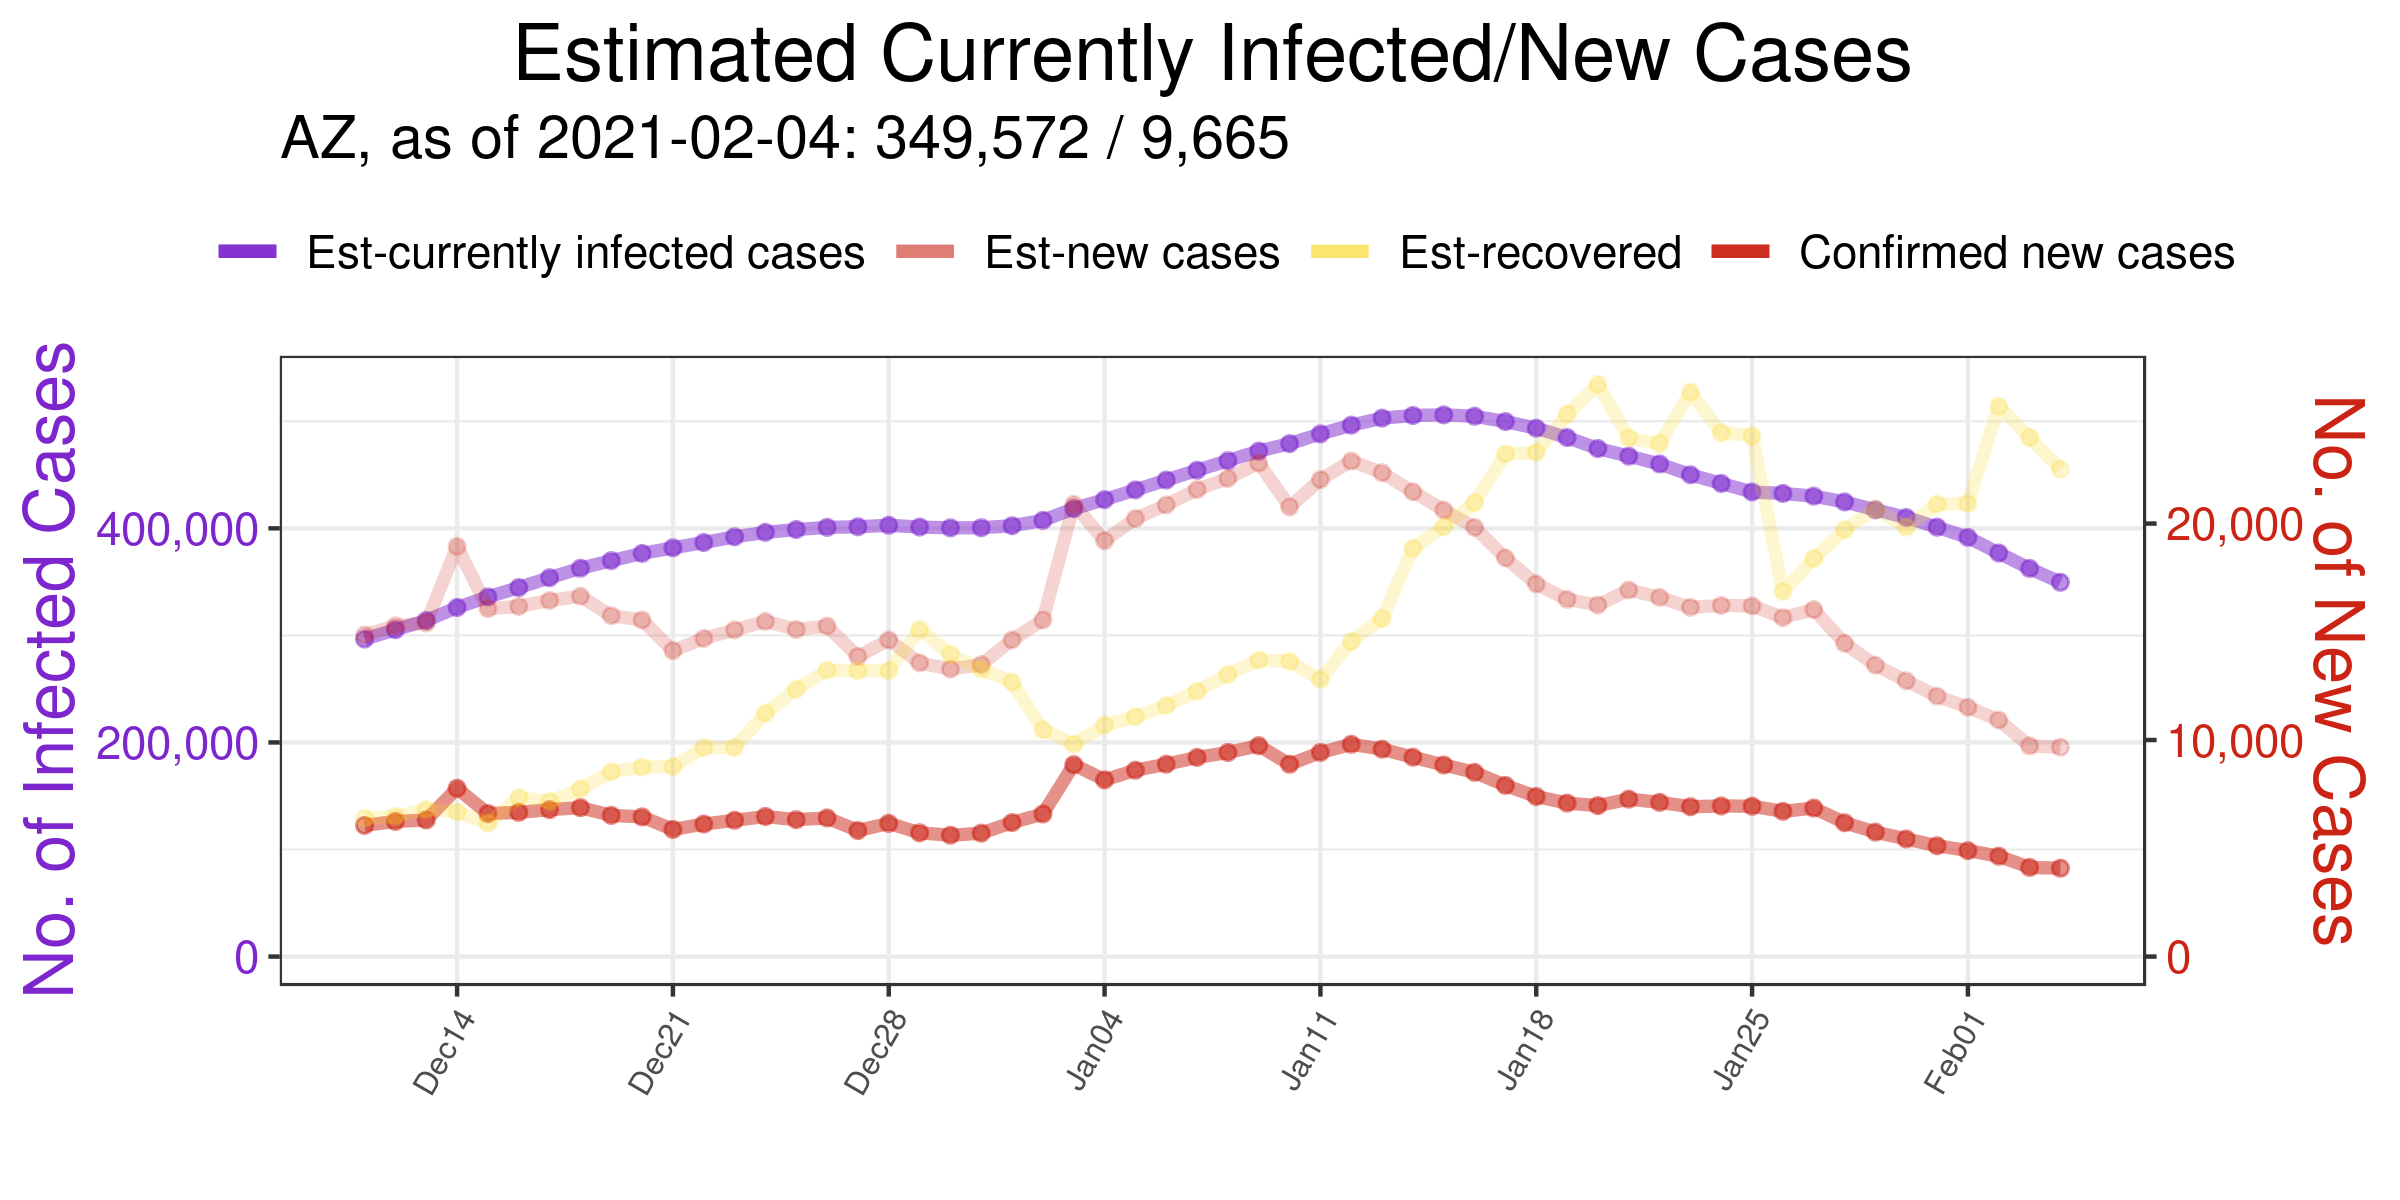 Estimated Currently Infected/New Cases
AZ, as of 2021-02-04: 349,572 / 9,665
Est-currently infected cases Est-new cases Est-recovered Confirmed new cases
No. of Infected Cases
400,000
200,000
0
No. of New Cases
20,000
10,000
0
Dec14 Dec21 Dec28 Jan04 Jan11 Jan18 Jan25 Feb01